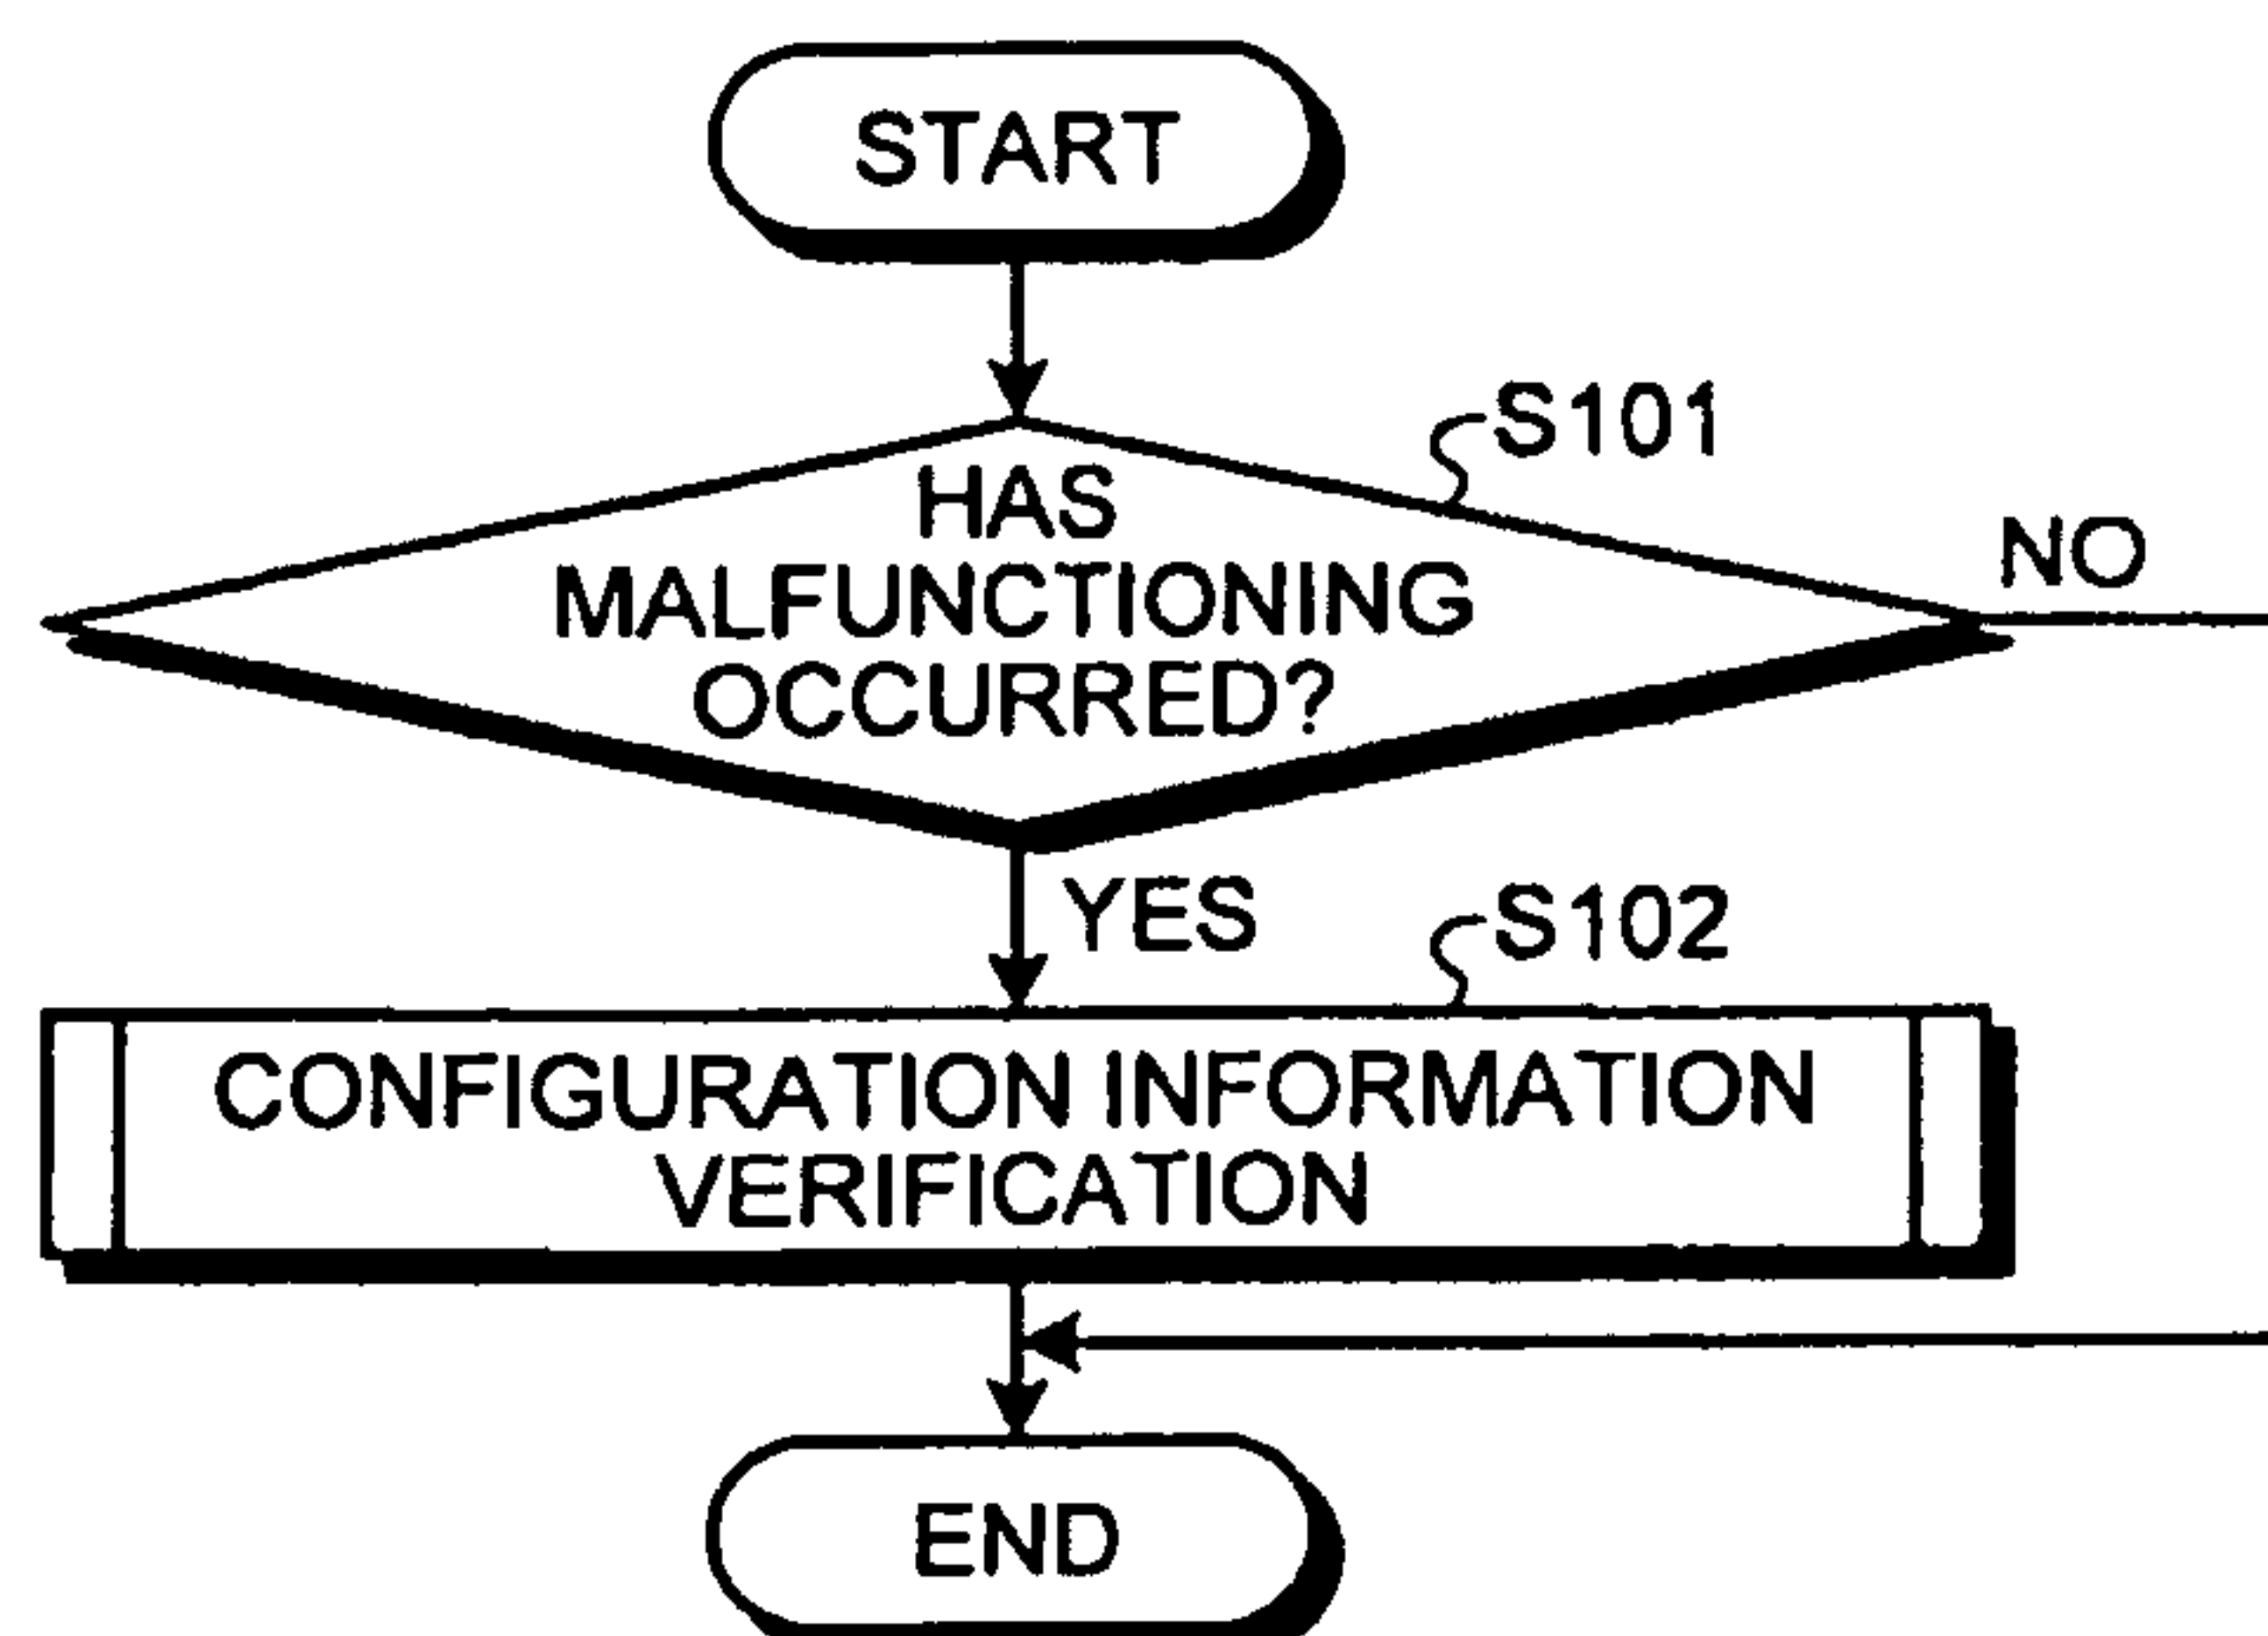 START
S101
HAS
MALFUNCTIONING
OCCURRED?
NO
YES
S102
CONFIGURATION INFORMATION
VERIFICATION
END